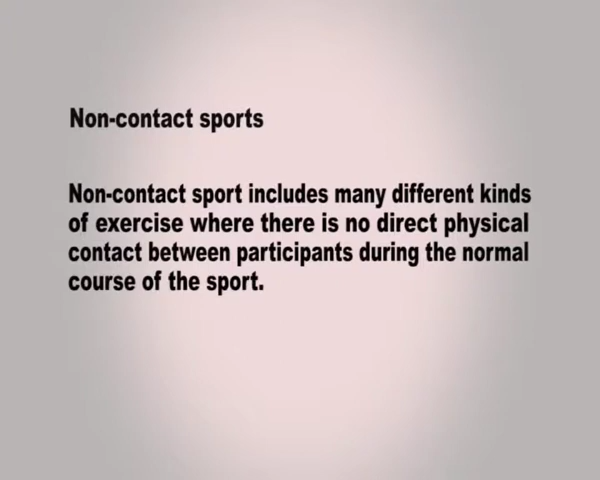 Non-contact sports
Non-contact sport includes many different kinds
of exercise where there is no direct physical
contact between participants during the normal
course of the sport.